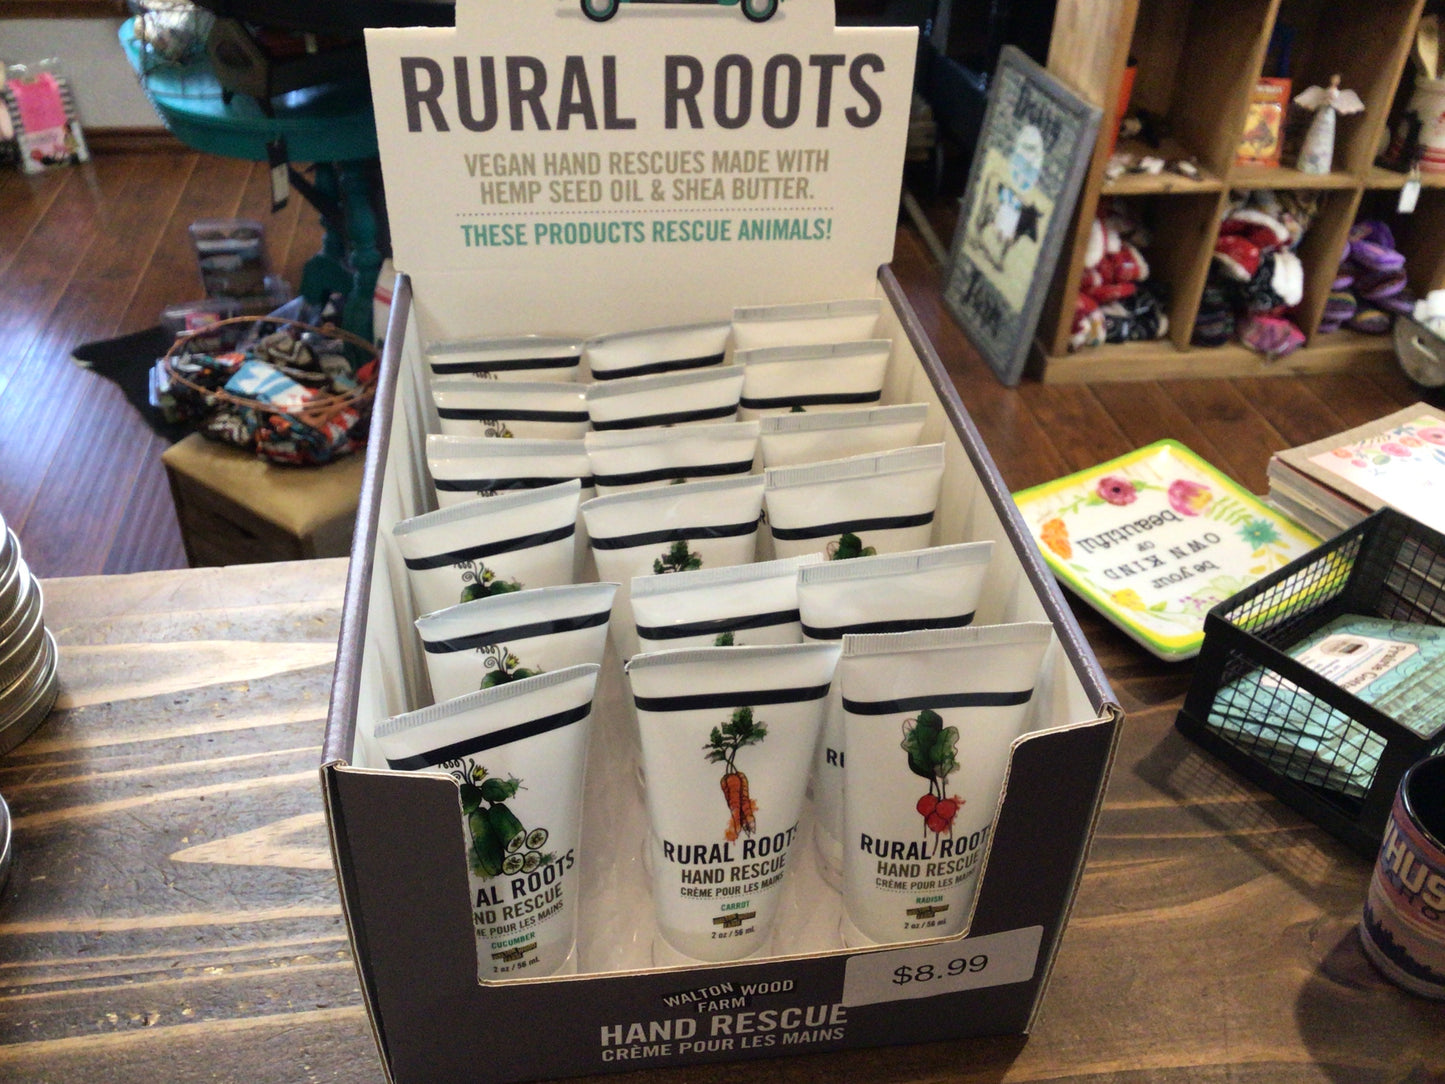 RURAL ROOTS
VEGAN HAND RESCUES MADE WITH
HEMP SEED OIL & SHEA BUTTER.
THESE PRODUCTS RESCUE ANIMALS!
AL ROOTS
ND RESCUE
ME POUR LES MAINS
CUCUMBER
2 oz / 56 mL
RURAL ROOTS
HAND RESCUE
CRÈME POUR LES MAINS
CARROT
2 oz / 56 mL
RURAL ROOTS
HAND RESCUE
CRÈME POUR LES MAINS
RADISH
2 oz / 56 mL
$8.99
WALTON WOOD
FARM
HAND RESCUE
CRÈME POUR LES MAINS
be your
OWN KIND
OF
beautiful
HUS